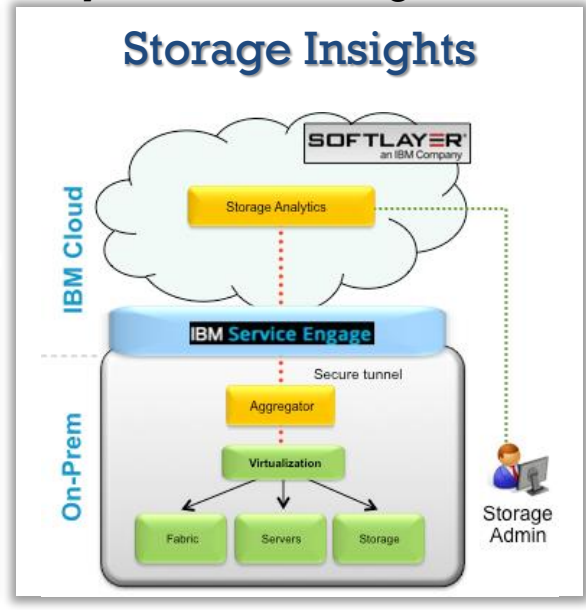 Storage Insights
SOFTLAYER®
an IBM Company
Storage Analytics
IBM Cloud
IBM Service Engage
Secure tunnel
Aggregator
On-Prem
Virtualization
Fabric
Servers
Storage
Storage
Admin